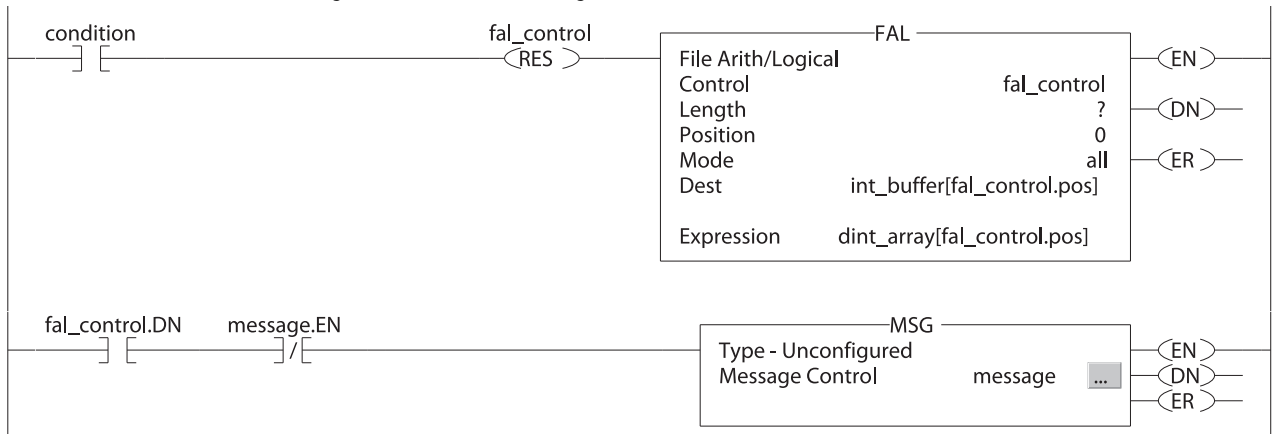 condition
fal_control
RES
FAL
File Arith/Logical
Control fal_control
Length ?
Position 0
Mode all
Dest int_buffer[fal_control.pos]
Expression dint_array[fal_control.pos]
EN
DN
ER
fal_control.DN
message.EN
MSG
Type - Unconfigured
Message Control message ...
EN
DN
ER